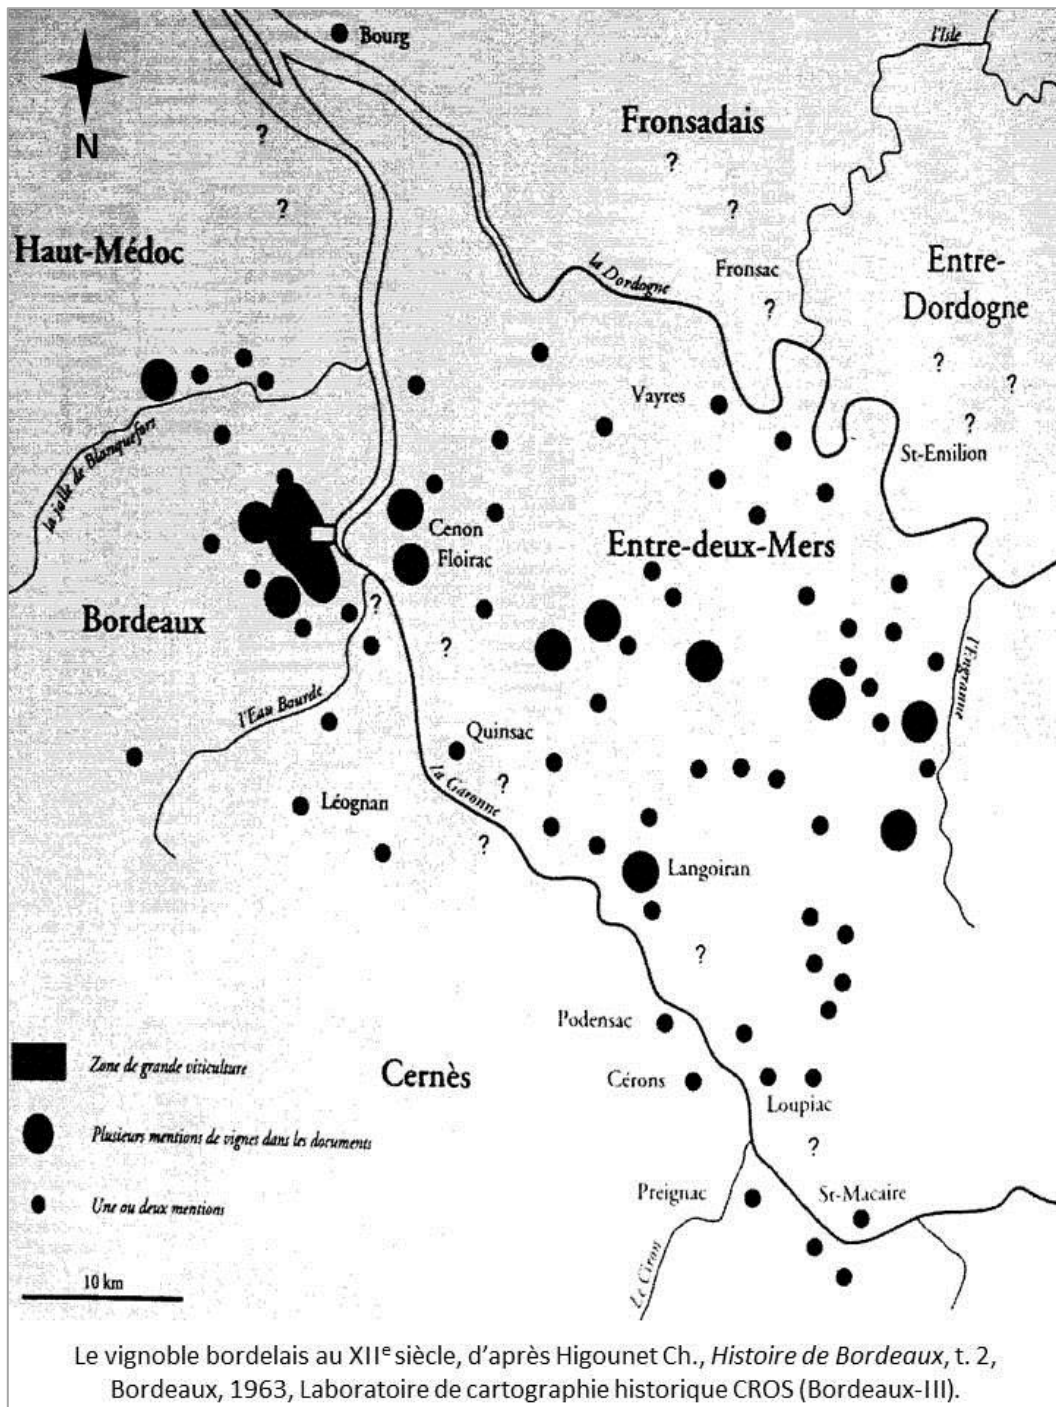 Bourg
l'Isle
Fronsadais
N
?
?
?
?
Haut-Médoc
la Dordogne
Fronsac
?
Entre-
Dordogne
?
?
?
Vayres
la jalle de Blanquefort
St-Emilion
Cenon
Floirac
Entre-deux-Mers
?
Bordeaux
?
l'Eau Bourde
l'Engranne
Quinsac
la Garonne
?
Léognan
?
Langoiran
?
Podensac
Cernès
Cérons
Loupiac
?
Preignac
St-Macaire
Le Ciron
Zone de grande viticulture
Plusieurs mentions de vignes dans les documents
Une ou deux mentions
10 km
Le vignoble bordelais au XIIe siècle, d'après Higounet Ch., Histoire de Bordeaux, t. 2,
Bordeaux, 1963, Laboratoire de cartographie historique CROS (Bordeaux-III).